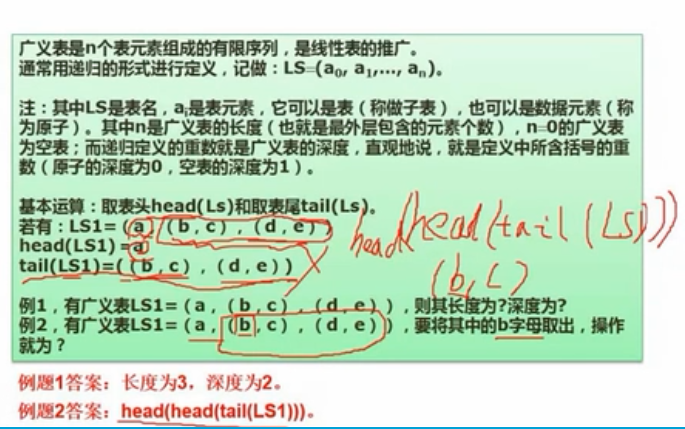 广义表是n个表元素组成的有限序列，是线性表的推广。
通常用递归的形式进行定义，记做：LS=(a₀, a₁,..., aₙ)。
注：其中LS是表名，aᵢ是表元素，它可以是表（称做子表），也可以是数据元素（称
为原子）。其中n是广义表的长度（也就是最外层包含的元素个数），n=0的广义表
为空表；而递归定义的重数就是广义表的深度，直观地说，就是定义中所含括号的重
数（原子的深度为0，空表的深度为1）。
基本运算：取表头head(Ls)和取表尾tail(Ls)。
若有：LS1=（a，（b,c），（d,e））
head(LS1)=a
tail(LS1)=(（b,c），（d,e））
head(head(tail(LS)))
(b,c)
例1，有广义表LS1=（a，（b,c），（d,e）），则其长度为?深度为?
例2，有广义表LS1=（a，（b,c），（d,e）），要将其中的b字母取出，操作
就为？
例题1答案：长度为3，深度为2。
例题2答案：head(head(tail(LS1)))。